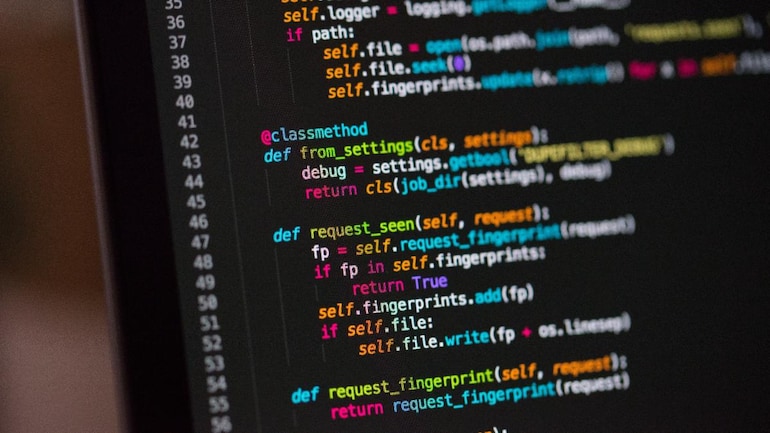 35
36 self.logger = logging.getLogger(__name__)
37 if path:
38 self.file = open(os.path.join(path, 'requests.seen'),
39 self.file.seek(0)
40 self.fingerprints.update(x.rstrip() for x in self.file
41
42 @classmethod
43 def from_settings(cls, settings):
44 debug = settings.getbool('DUPEFILTER_DEBUG')
45 return cls(job_dir(settings), debug)
46
47 def request_seen(self, request):
48 fp = self.request_fingerprint(request)
49 if fp in self.fingerprints:
50 return True
51 self.fingerprints.add(fp)
52 if self.file:
53 self.file.write(fp + os.linesep)
54
55 def request_fingerprint(self, request):
56 return request_fingerprint(request)